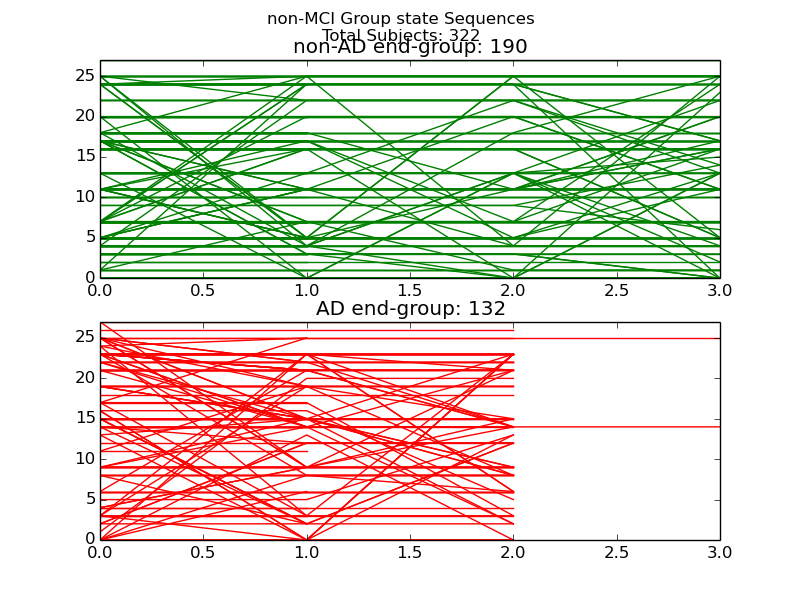 non-MCI Group state Sequences
Total Subjects: 322
non-AD end-group: 190
25
20
15
10
5
0
0.0 0.5 1.0 1.5 2.0 2.5 3.0
AD end-group: 132
25
20
15
10
5
0
0.0 0.5 1.0 1.5 2.0 2.5 3.0